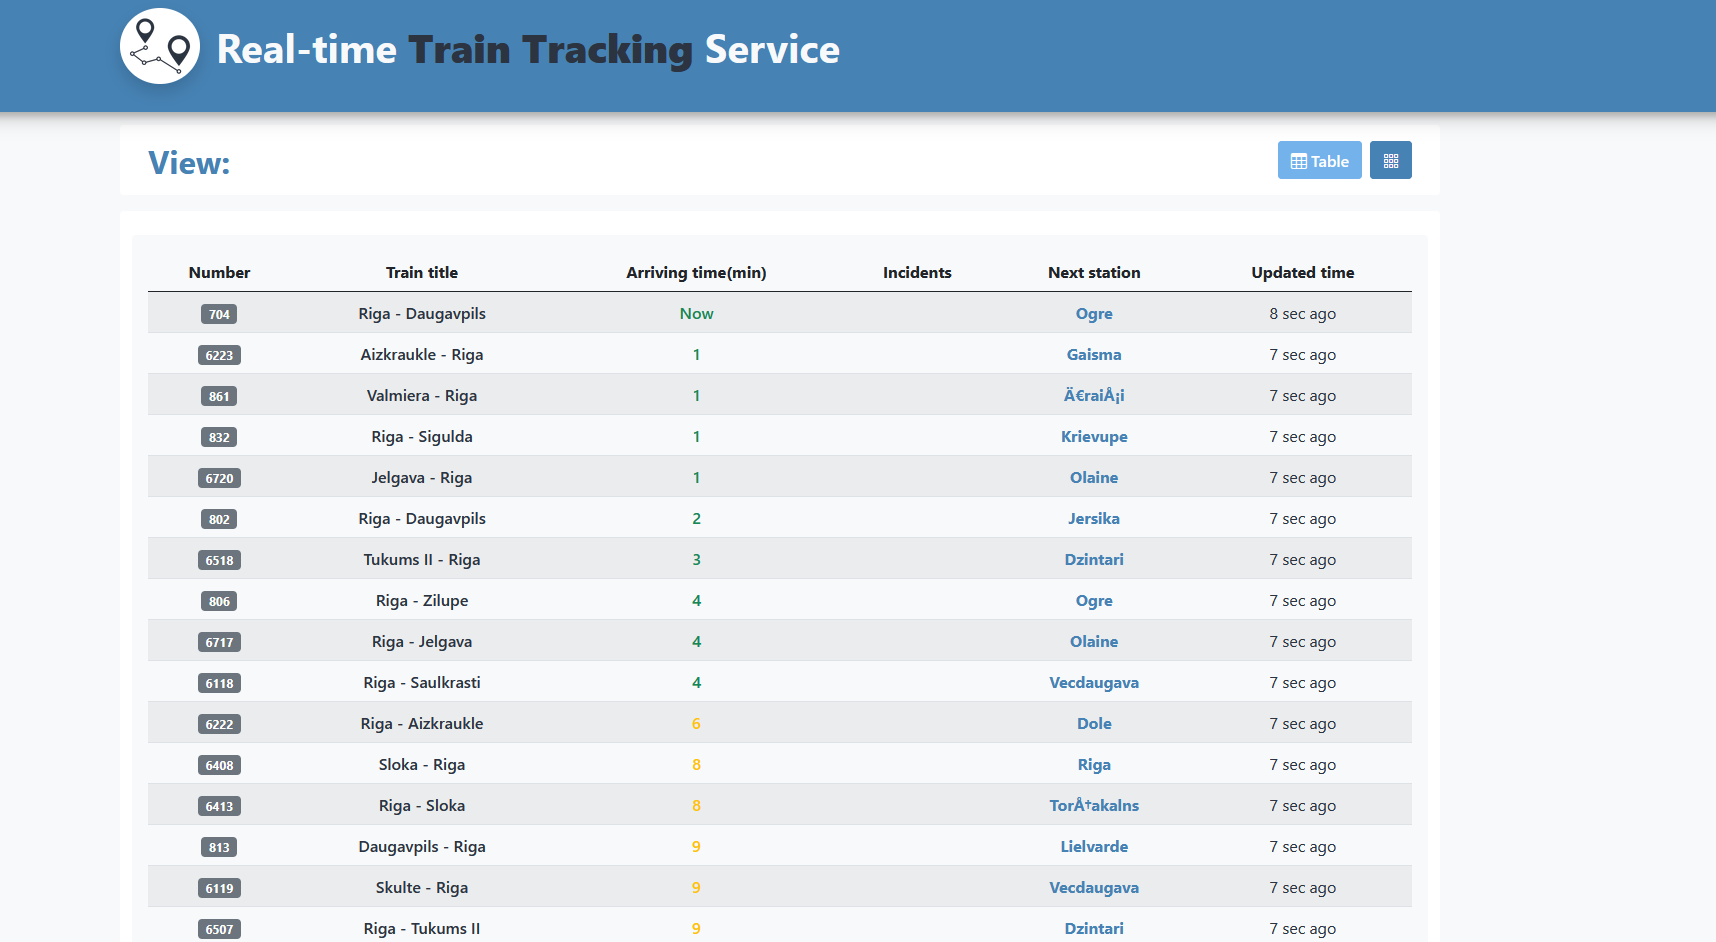 Real-time Train Tracking Service
View:
Table
Number Train title Arriving time(min) Incidents Next station Updated time
704 Riga - Daugavpils Now Ogre 8 sec ago
6223 Aizkraukle - Riga 1 Gaisma 7 sec ago
861 Valmiera - Riga 1 Ä€raiÅ¡i 7 sec ago
832 Riga - Sigulda 1 Krievupe 7 sec ago
6720 Jelgava - Riga 1 Olaine 7 sec ago
802 Riga - Daugavpils 2 Jersika 7 sec ago
6518 Tukums II - Riga 3 Dzintari 7 sec ago
806 Riga - Zilupe 4 Ogre 7 sec ago
6717 Riga - Jelgava 4 Olaine 7 sec ago
6118 Riga - Saulkrasti 4 Vecdaugava 7 sec ago
6222 Riga - Aizkraukle 6 Dole 7 sec ago
6408 Sloka - Riga 8 Riga 7 sec ago
6413 Riga - Sloka 8 TorÅ†akalns 7 sec ago
813 Daugavpils - Riga 9 Lielvarde 7 sec ago
6119 Skulte - Riga 9 Vecdaugava 7 sec ago
6507 Riga - Tukums II 9 Dzintari 7 sec ago